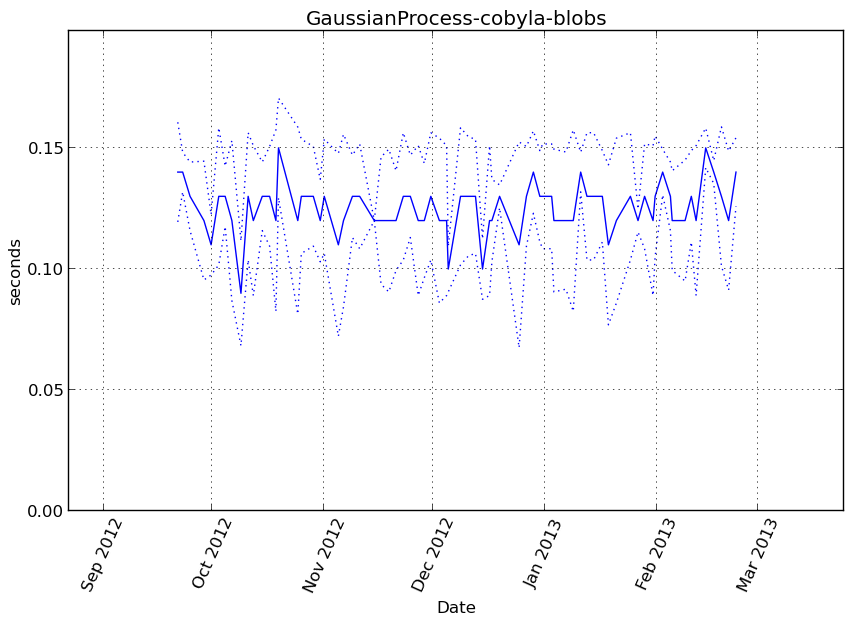 GaussianProcess-cobyla-blobs
0.15
0.10
0.05
0.00
seconds
Sep 2012
Oct 2012
Nov 2012
Dec 2012
Jan 2013
Feb 2013
Mar 2013
Date